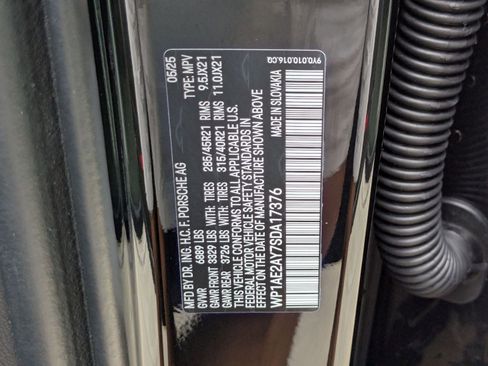 MFD. BY DR. ING. H.C. F. PORSCHE AG 05/25
GVWR 6889 LBS TYPE: MPV
GAWR FRONT 3329 LBS WITH: TIRES 285/45R21 RIMS 9.5JX21
GAWR REAR 3726 LBS WITH: TIRES 315/40R21 RIMS 11.0JX21
THIS VEHICLE CONFORMS TO ALL APPLICABLE U.S.
FEDERAL MOTOR VEHICLE SAFETY STANDARDS IN
EFFECT ON THE DATE OF MANUFACTURE SHOWN ABOVE
WP1AE2AY7SDA17376 MADE IN SLOVAKIA
9Y0.010.016.CQ